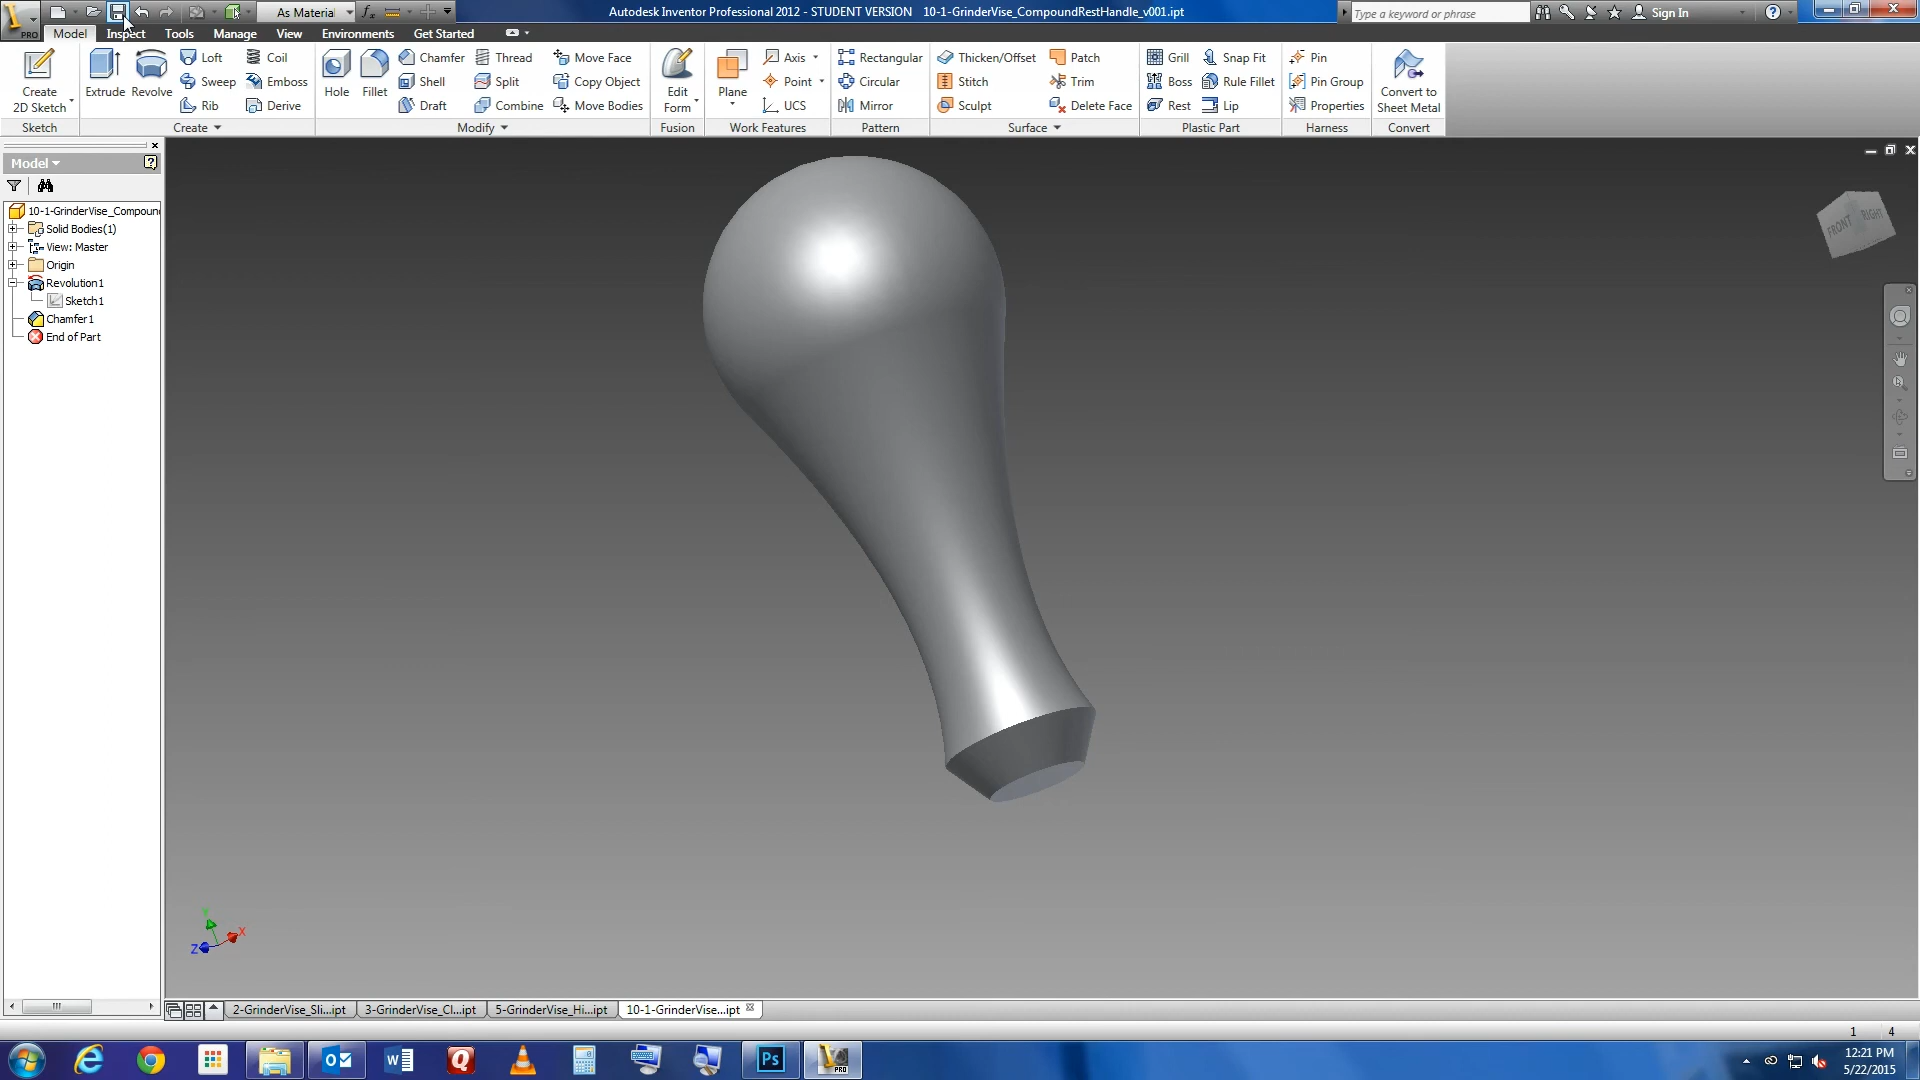 As Material
Autodesk Inventor Professional 2012 - STUDENT VERSION 10-1-GrinderVise_CompoundRestHandle_v001.ipt
Type a keyword or phrase
Sign In
PRO
Model Inspect Tools Manage View Environments Get Started
Create
2D Sketch
Extrude
Revolve
Loft
Sweep
Rib
Coil
Emboss
Derive
Hole
Fillet
Chamfer
Shell
Draft
Thread
Split
Combine
Move Face
Copy Object
Move Bodies
Edit
Form
Plane
Axis
Point
UCS
Rectangular
Circular
Mirror
Thicken/Offset
Stitch
Sculpt
Patch
Trim
Delete Face
Grill
Boss
Rest
Snap Fit
Rule Fillet
Lip
Pin
Pin Group
Properties
Convert to
Sheet Metal
Sketch Create Modify Fusion Work Features Pattern Surface Plastic Part Harness Convert
Model
10-1-GrinderVise_Compoun
Solid Bodies(1)
View: Master
Origin
Revolution1
Sketch1
Chamfer1
End of Part
FRONT RIGHT
Y
X
Z
2-GrinderVise_Sli...ipt 3-GrinderVise_Cl...ipt 5-GrinderVise_Hi...ipt 10-1-GrinderVise...ipt
1 4
Ps
PRO
12:21 PM
5/22/2015